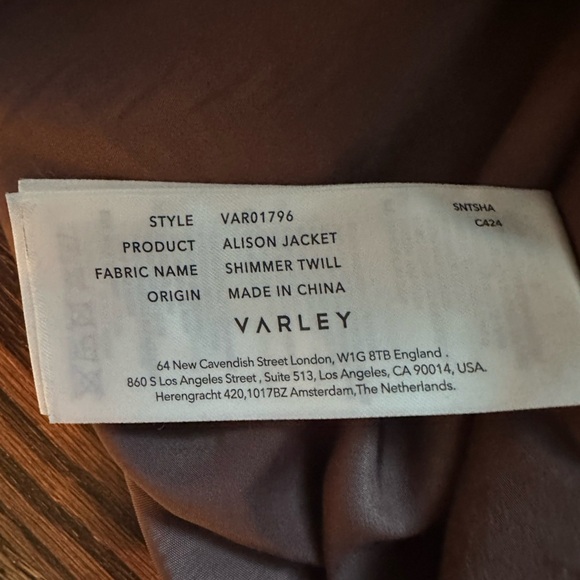 STYLE VAR01796
PRODUCT ALISON JACKET
FABRIC NAME SHIMMER TWILL
ORIGIN MADE IN CHINA
SNTSHA
C424
VARLEY
64 New Cavendish Street London, W1G 8TB England .
860 S Los Angeles Street , Suite 513, Los Angeles, CA 90014, USA.
Herengracht 420,1017BZ Amsterdam,The Netherlands.